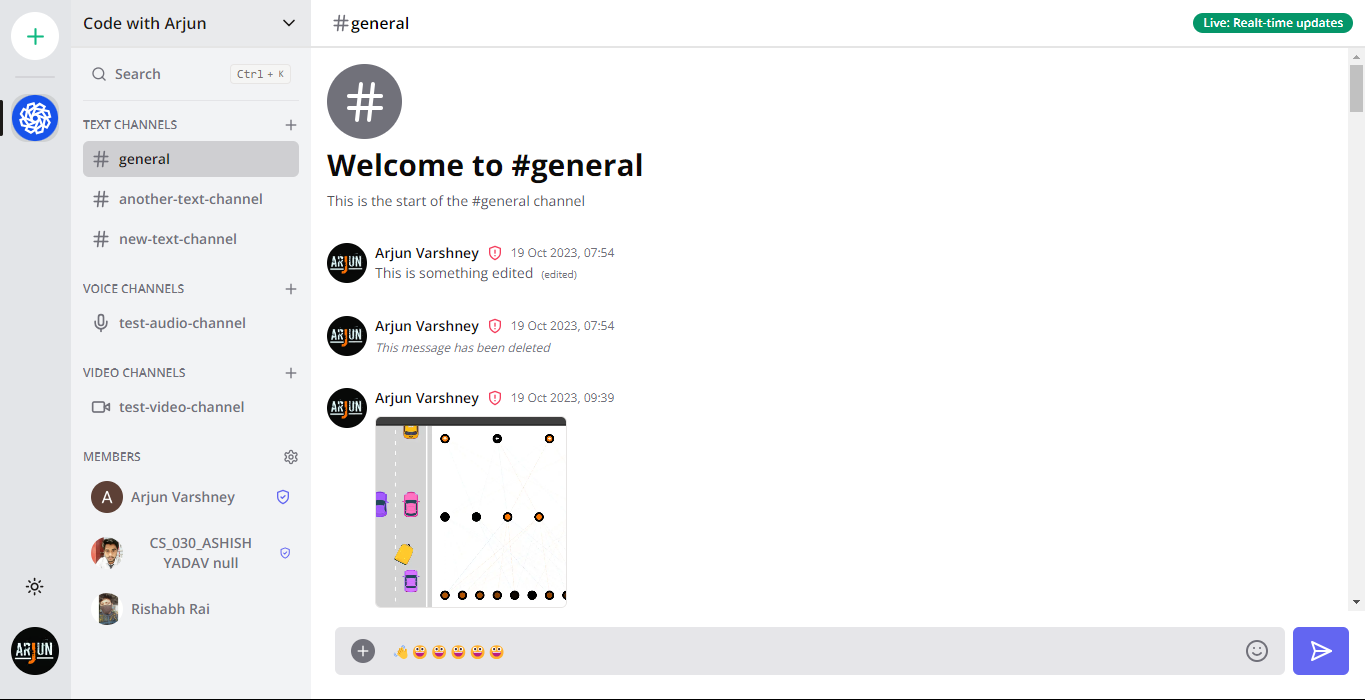 Code with Arjun
Search
Ctrl + K
TEXT CHANNELS
general
another-text-channel
new-text-channel
VOICE CHANNELS
test-audio-channel
VIDEO CHANNELS
test-video-channel
MEMBERS
A
Arjun Varshney
CS_030_ASHISH
YADAV null
Rishabh Rai
ARJUN
#general
Live: Realt-time updates
#
Welcome to #general
This is the start of the #general channel
ARJUN
Arjun Varshney 19 Oct 2023, 07:54
This is something edited (edited)
ARJUN
Arjun Varshney 19 Oct 2023, 07:54
This message has been deleted
ARJUN
Arjun Varshney 19 Oct 2023, 09:39
👋😀😀😀😀😀